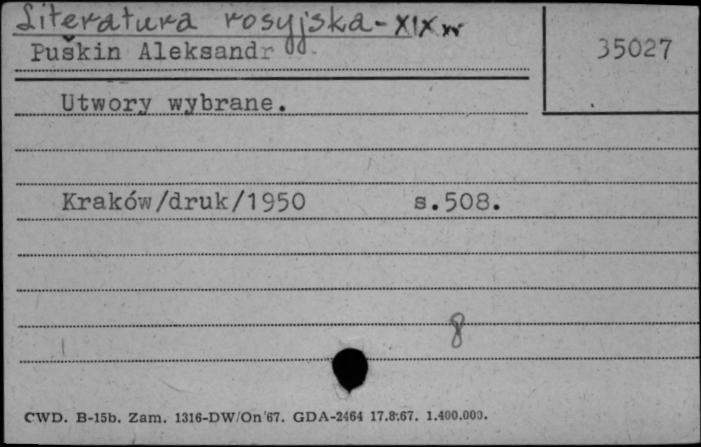 Literatura rosyjska-XIX w
Puškin Aleksandr
35027
Utwory wybrane.
Kraków/druk/1950 s.508.
8
CWD. B-15b. Zam. 1316-DW/On/67. GDA-2464 17.8.67. 1.400.000.